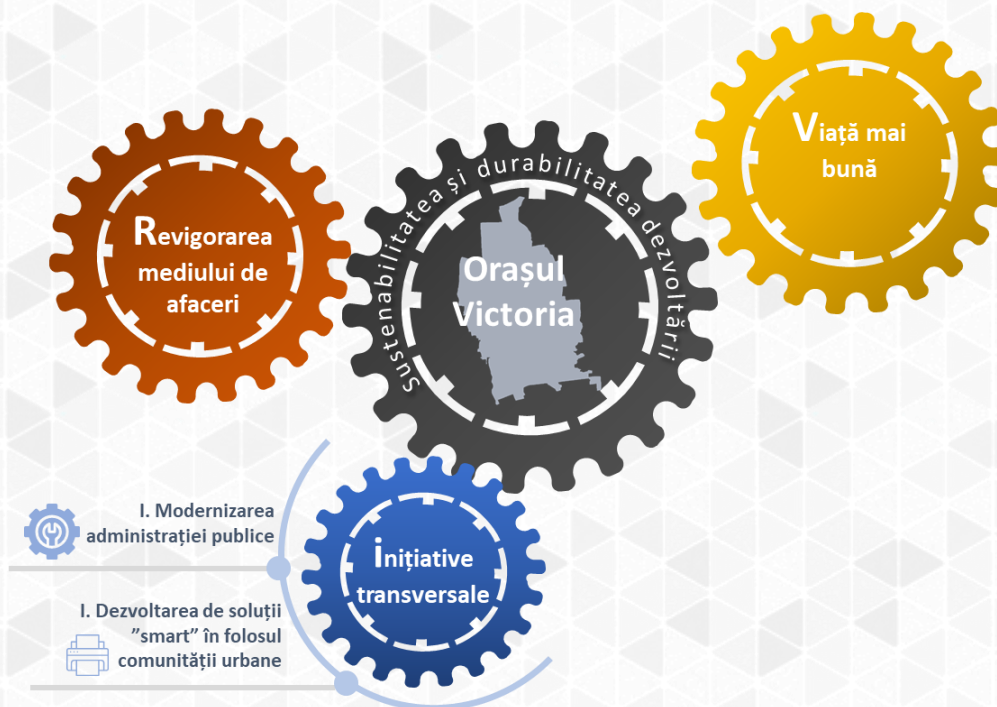 Viață mai
bună
Revigorarea
mediului de
afaceri
Sustenabilitatea și durabilitatea dezvoltării
Orașul
Victoria
I. Modernizarea
administrației publice
inițiative
transversale
I. Dezvoltarea de soluții
”smart” în folosul
comunității urbane